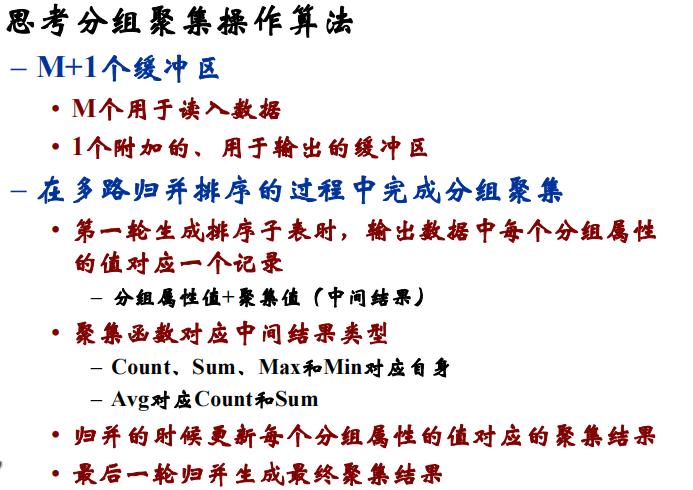 思考分组聚集操作算法
– M+1个缓冲区
• M个用于读入数据
• 1个附加的、用于输出的缓冲区
– 在多路归并排序的过程中完成分组聚集
• 第一轮生成排序子表时，输出数据中每个分组属性
的值对应一个记录
– 分组属性值+聚集值（中间结果）
• 聚集函数对应中间结果类型
– Count、Sum、Max和Min对应自身
– Avg对应Count和Sum
• 归并的时候更新每个分组属性的值对应的聚集结果
• 最后一轮归并生成最终聚集结果